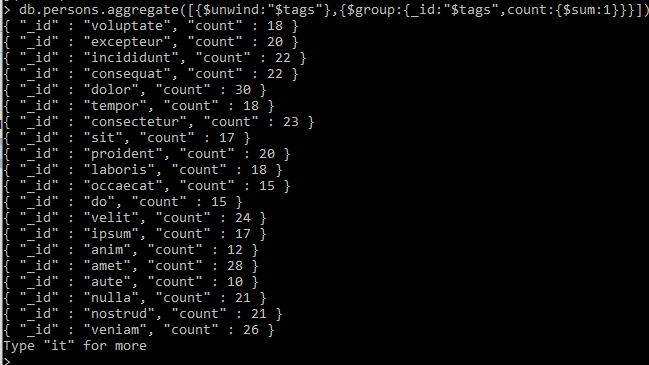 > db.persons.aggregate([{$unwind:"$tags"},{$group:{_id:"$tags",count:{$sum:1}}}])
{ "_id" : "voluptate", "count" : 18 }
{ "_id" : "excepteur", "count" : 20 }
{ "_id" : "incididunt", "count" : 22 }
{ "_id" : "consequat", "count" : 22 }
{ "_id" : "dolor", "count" : 30 }
{ "_id" : "tempor", "count" : 18 }
{ "_id" : "consectetur", "count" : 23 }
{ "_id" : "sit", "count" : 17 }
{ "_id" : "proident", "count" : 20 }
{ "_id" : "laboris", "count" : 18 }
{ "_id" : "occaecat", "count" : 15 }
{ "_id" : "do", "count" : 15 }
{ "_id" : "velit", "count" : 24 }
{ "_id" : "ipsum", "count" : 17 }
{ "_id" : "anim", "count" : 12 }
{ "_id" : "amet", "count" : 28 }
{ "_id" : "aute", "count" : 10 }
{ "_id" : "nulla", "count" : 21 }
{ "_id" : "nostrud", "count" : 21 }
{ "_id" : "veniam", "count" : 26 }
Type "it" for more
>